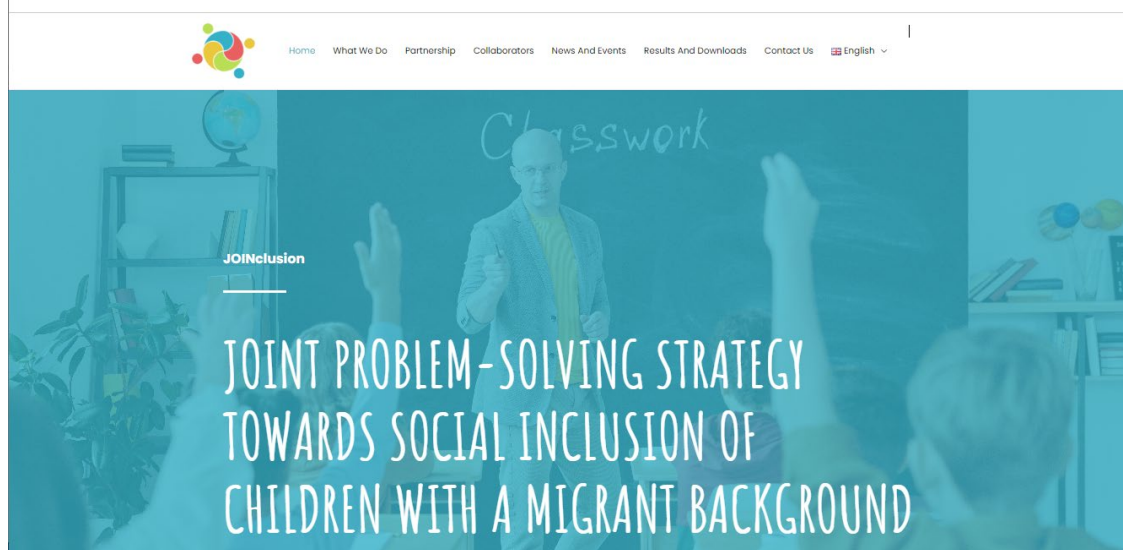 Home What We Do Partnership Collaborators News And Events Results And Downloads Contact Us English
Classwork
JOINclusion
JOINT PROBLEM-SOLVING STRATEGY
TOWARDS SOCIAL INCLUSION OF
CHILDREN WITH A MIGRANT BACKGROUND